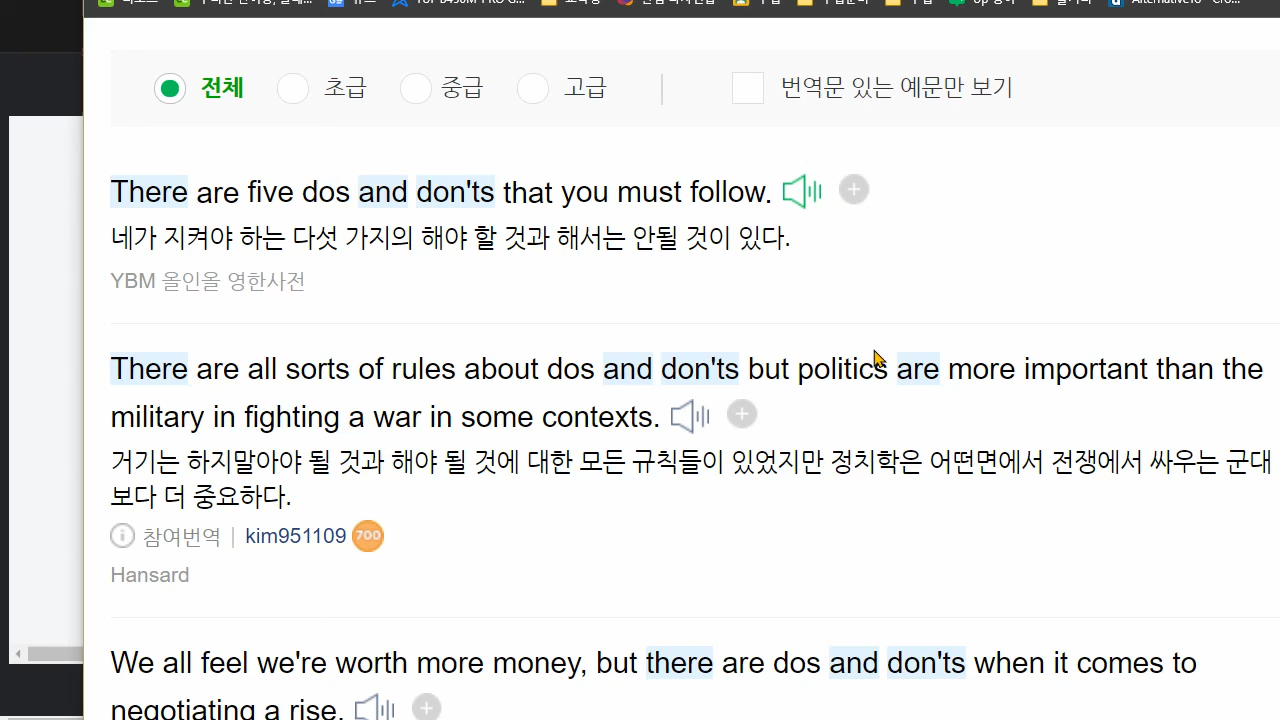 전체 초급 중급 고급 번역문 있는 예문만 보기
There are five dos and don'ts that you must follow.
네가 지켜야 하는 다섯 가지의 해야 할 것과 해서는 안될 것이 있다.
YBM 올인올 영한사전
There are all sorts of rules about dos and don'ts but politics are more important than the
military in fighting a war in some contexts.
거기는 하지말아야 될 것과 해야 될 것에 대한 모든 규칙들이 있었지만 정치학은 어떤면에서 전쟁에서 싸우는 군대
보다 더 중요하다.
참여번역 | kim951109 700
Hansard
We all feel we're worth more money, but there are dos and don'ts when it comes to
negotiating a rise.